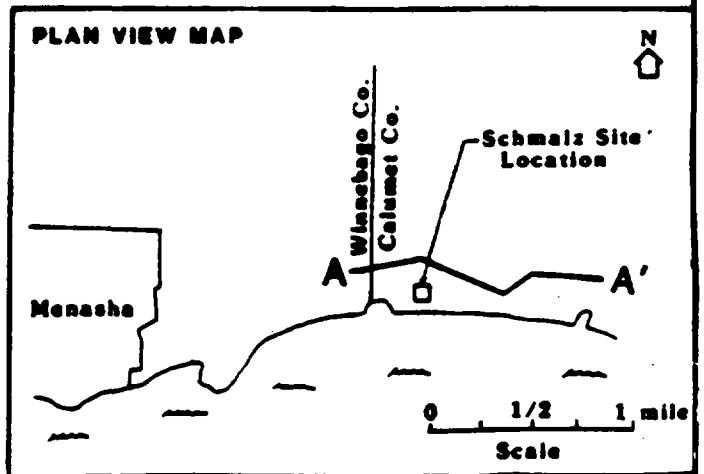 PLAN VIEW MAP
N
Winnebago Co.
Calumet Co.
Schmalz Site
Location
A
A'
Menasha
0 1/2 1 mile
Scale